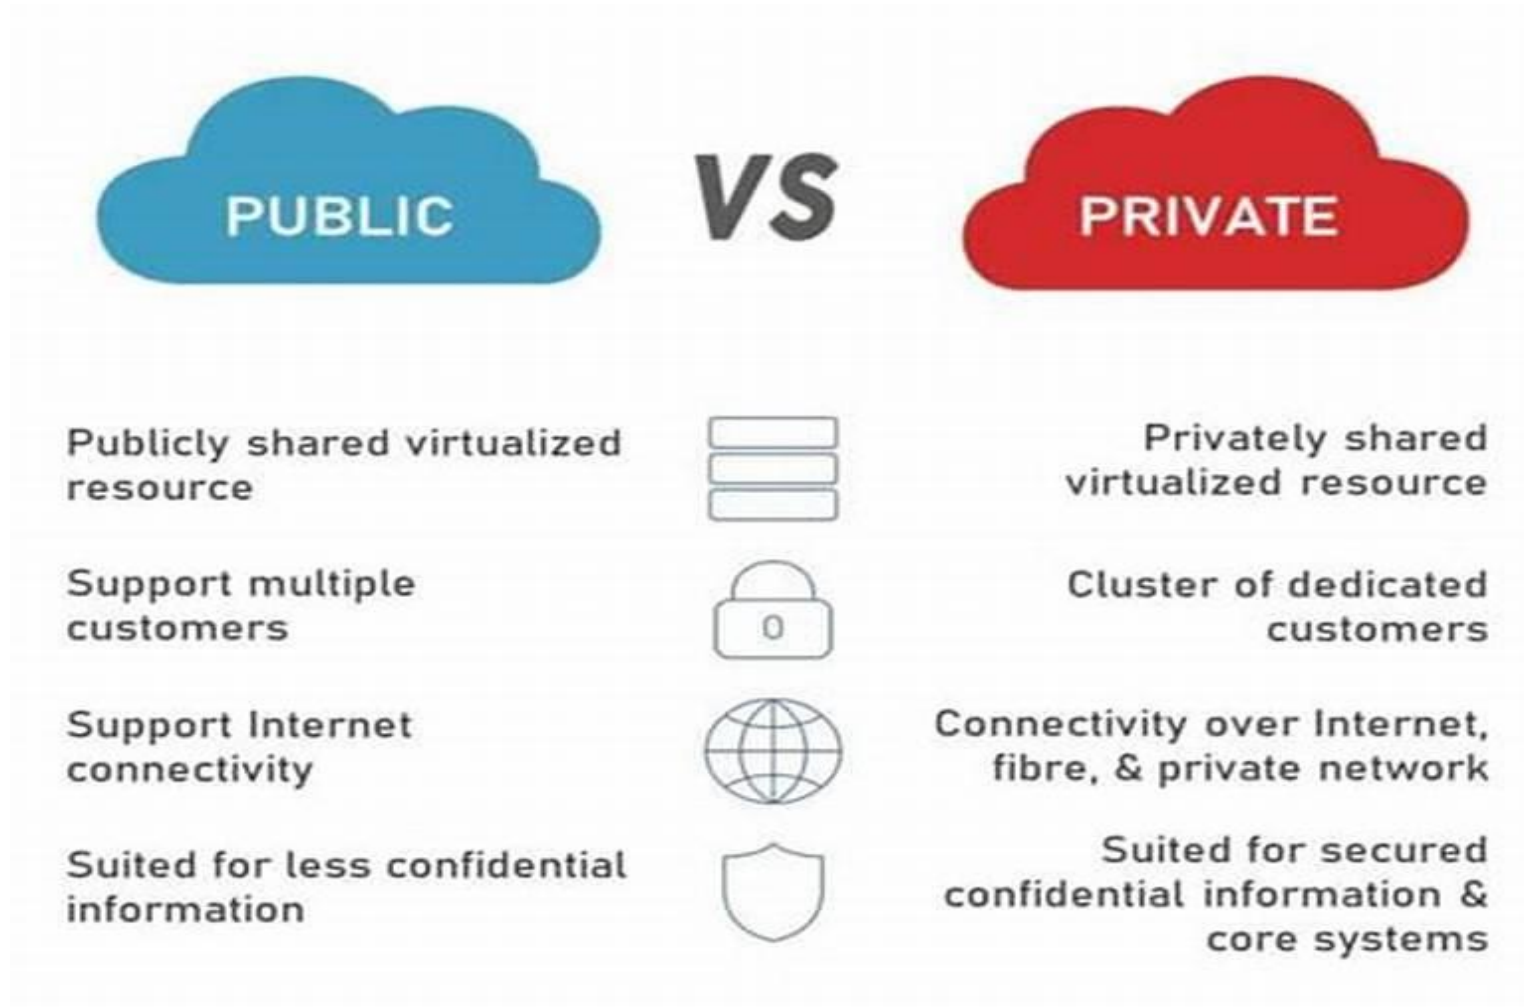 PUBLIC
VS
PRIVATE
Publicly shared virtualized
resource
Privately shared
virtualized resource
Support multiple
customers
0
Cluster of dedicated
customers
Support Internet
connectivity
Connectivity over Internet,
fibre, & private network
Suited for less confidential
information
Suited for secured
confidential information &
core systems